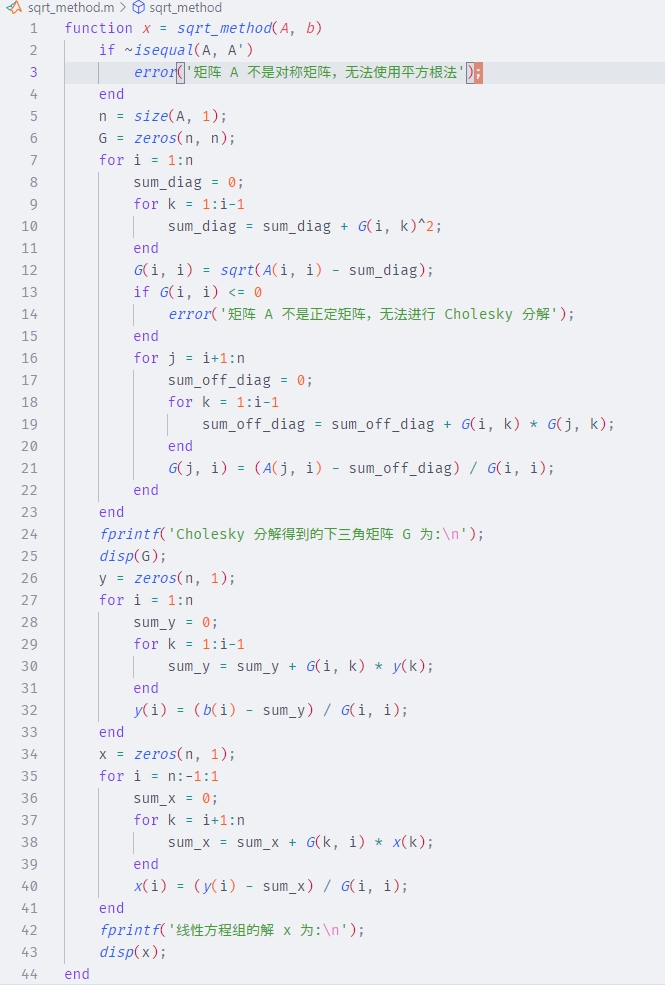 sqrt_method.m > sqrt_method
1 function x = sqrt_method(A, b)
2     if ~isequal(A, A')
3         error('矩阵 A 不是对称矩阵，无法使用平方根法');
4     end
5     n = size(A, 1);
6     G = zeros(n, n);
7     for i = 1:n
8         sum_diag = 0;
9         for k = 1:i-1
10             sum_diag = sum_diag + G(i, k)^2;
11         end
12         G(i, i) = sqrt(A(i, i) - sum_diag);
13         if G(i, i) <= 0
14             error('矩阵 A 不是正定矩阵，无法进行 Cholesky 分解');
15         end
16         for j = i+1:n
17             sum_off_diag = 0;
18             for k = 1:i-1
19                 sum_off_diag = sum_off_diag + G(i, k) * G(j, k);
20             end
21             G(j, i) = (A(j, i) - sum_off_diag) / G(i, i);
22         end
23     end
24     fprintf('Cholesky 分解得到的下三角矩阵 G 为:\n');
25     disp(G);
26     y = zeros(n, 1);
27     for i = 1:n
28         sum_y = 0;
29         for k = 1:i-1
30             sum_y = sum_y + G(i, k) * y(k);
31         end
32         y(i) = (b(i) - sum_y) / G(i, i);
33     end
34     x = zeros(n, 1);
35     for i = n:-1:1
36         sum_x = 0;
37         for k = i+1:n
38             sum_x = sum_x + G(k, i) * x(k);
39         end
40         x(i) = (y(i) - sum_x) / G(i, i);
41     end
42     fprintf('线性方程组的解 x 为:\n');
43     disp(x);
44 end